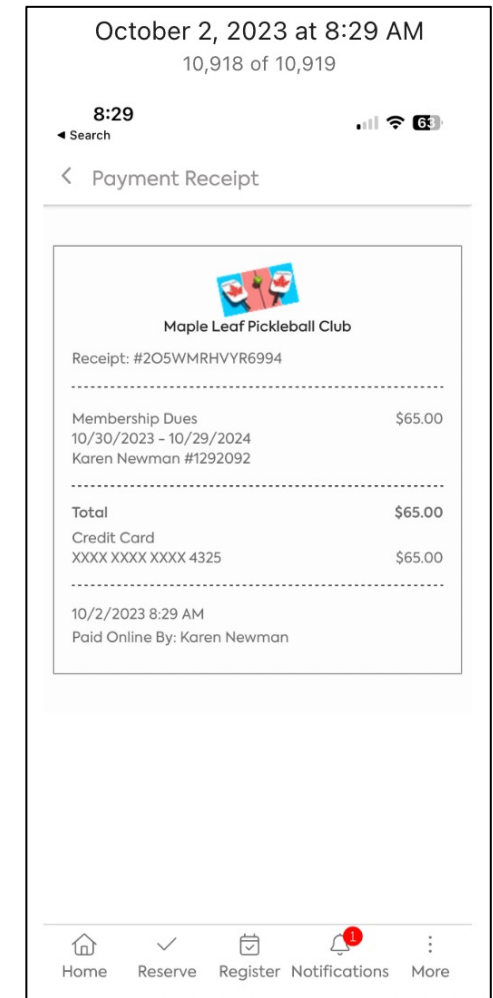 October 2, 2023 at 8:29 AM
10,918 of 10,919
8:29
63
◄ Search
Payment Receipt
Maple Leaf Pickleball Club
Receipt: #2O5WMRHVYR6994
Membership Dues $65.00
10/30/2023 - 10/29/2024
Karen Newman #1292092
Total $65.00
Credit Card
XXXX XXXX XXXX 4325 $65.00
10/2/2023 8:29 AM
Paid Online By: Karen Newman
1
Home Reserve Register Notifications More